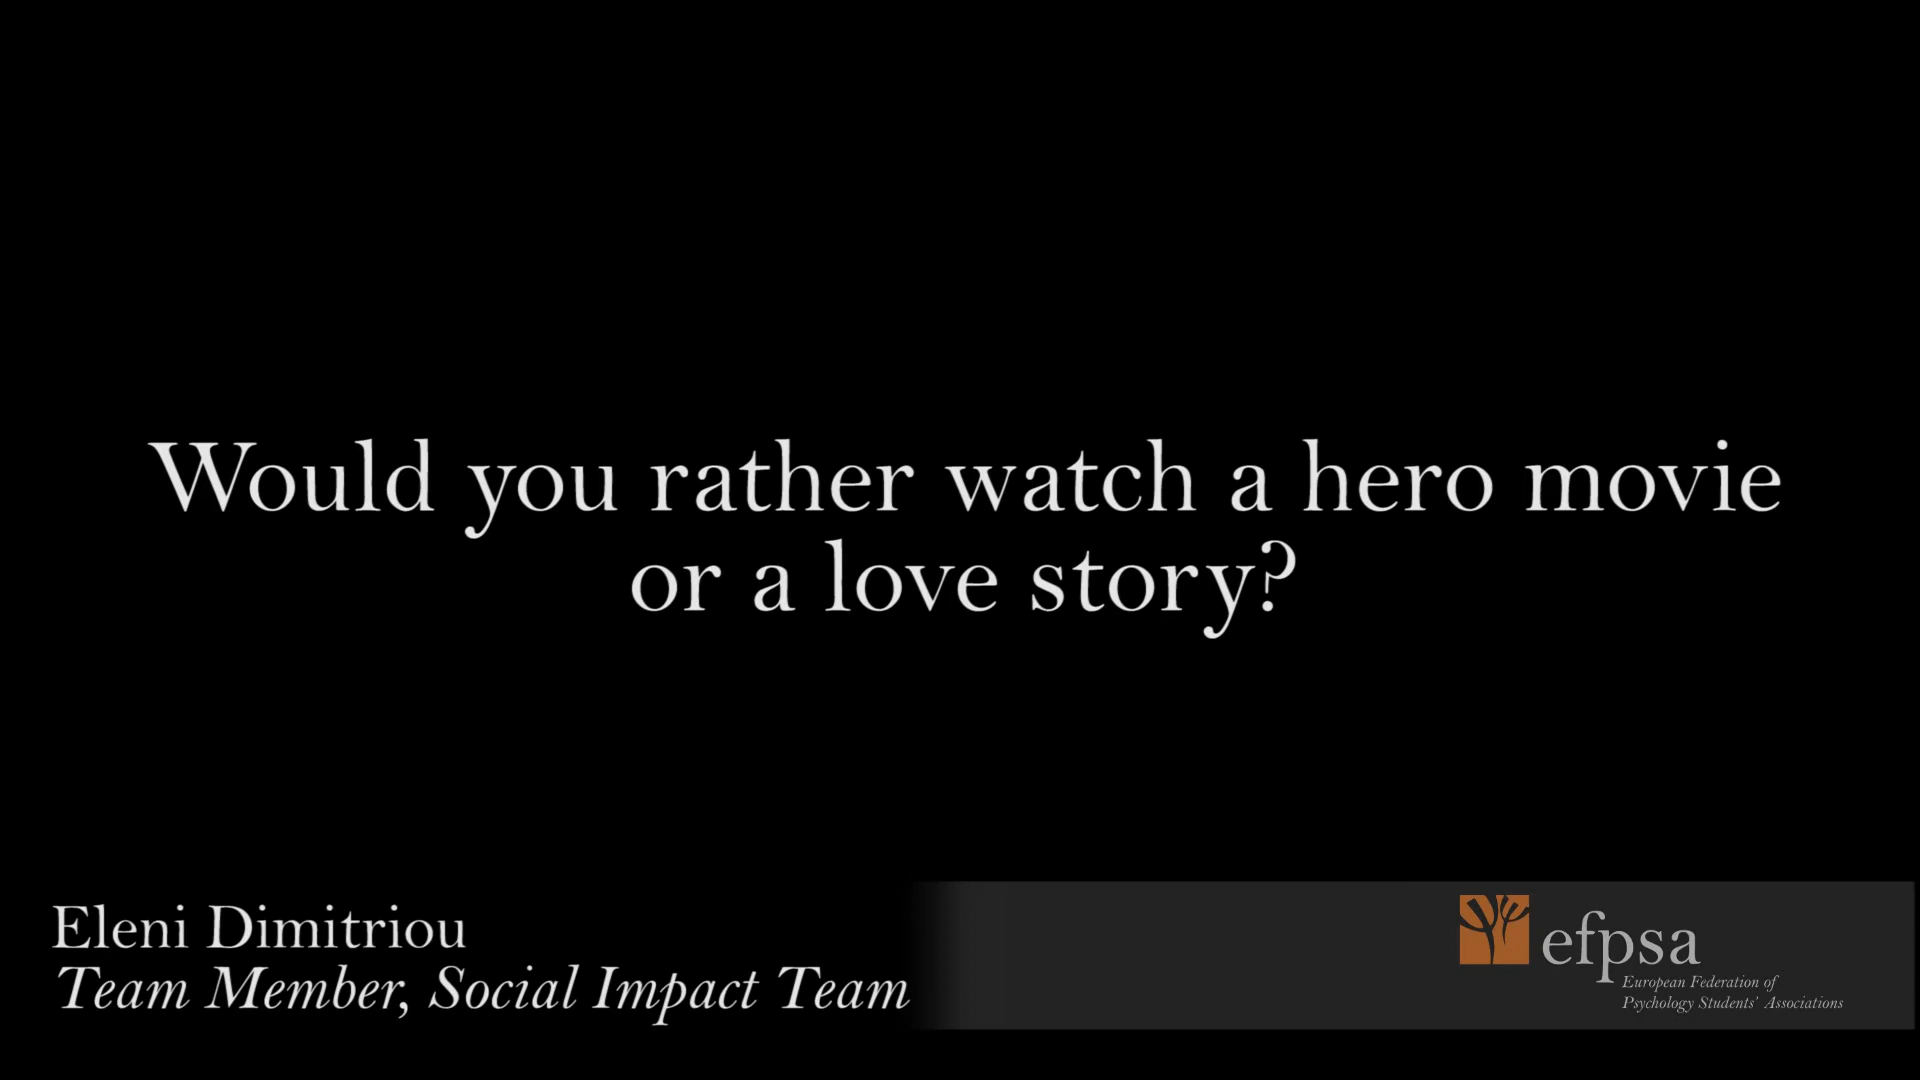 Would you rather watch a hero movie
or a love story?
Eleni Dimitriou
Team Member, Social Impact Team
efpsa
European Federation of
Psychology Students' Associations